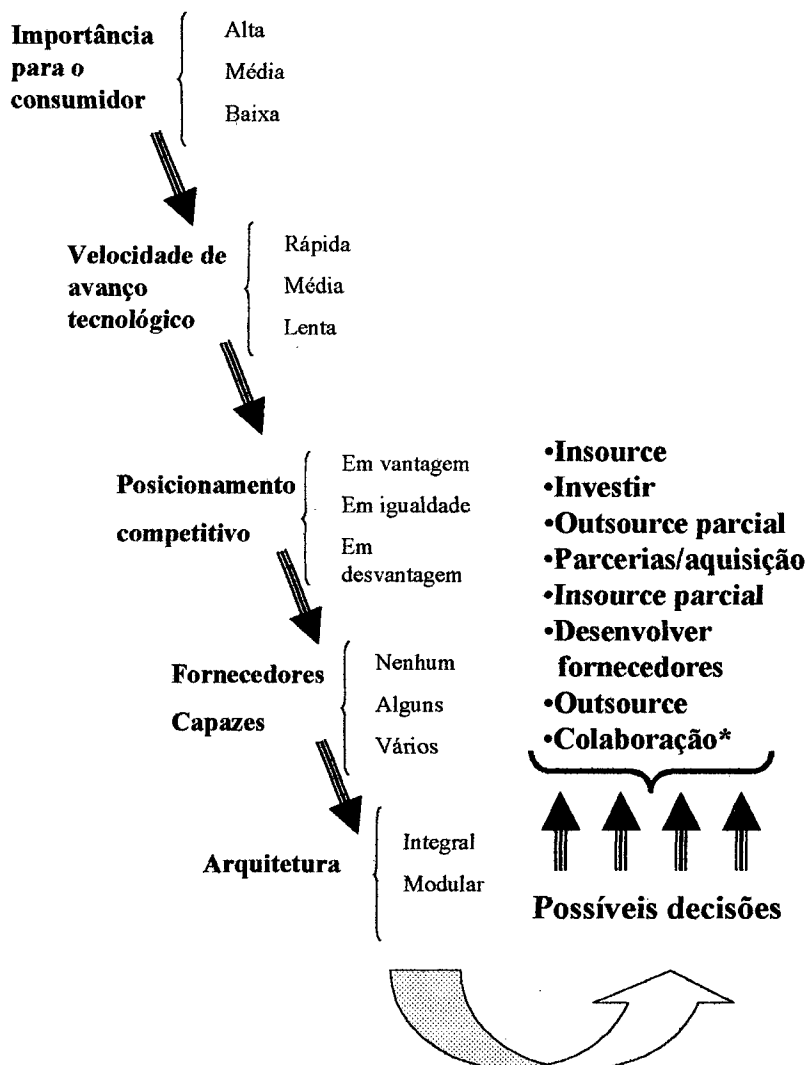 Importância
para o
consumidor
Alta
Média
Baixa
Velocidade de
avanço
tecnológico
Rápida
Média
Lenta
Posicionamento
competitivo
Em vantagem
Em igualdade
Em
desvantagem
Fornecedores
Capazes
Nenhum
Alguns
Vários
Arquitetura
Integral
Modular
•Insource
•Investir
•Outsource parcial
•Parcerias/aquisição
•Insource parcial
•Desenvolver
fornecedores
•Outsource
•Colaboração*
Possíveis decisões